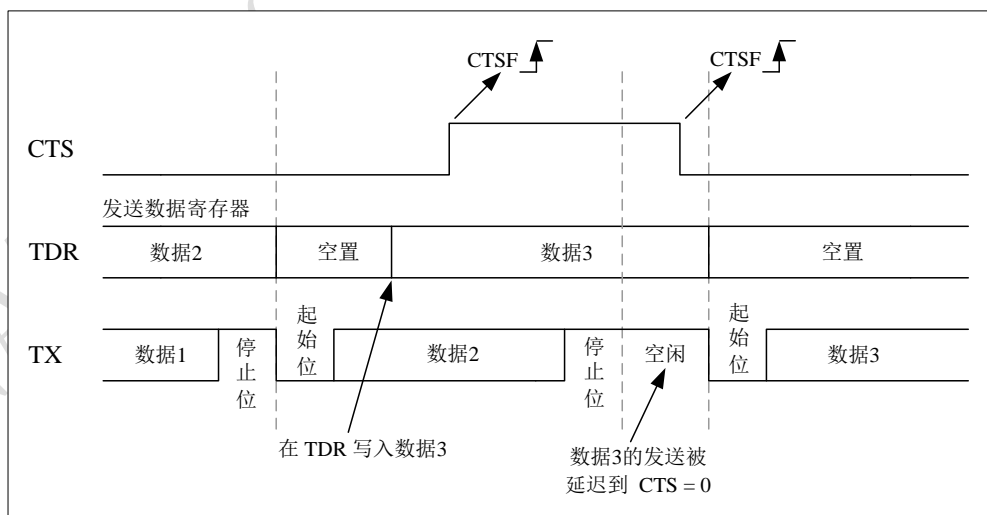 CTSF
CTSF
CTS
发送数据寄存器
TDR
数据2
空置
数据3
空置
TX
数据1
停止位
起始位
数据2
停止位
空闲
起始位
数据3
在 TDR 写入数据3
数据3的发送被
延迟到 CTS = 0